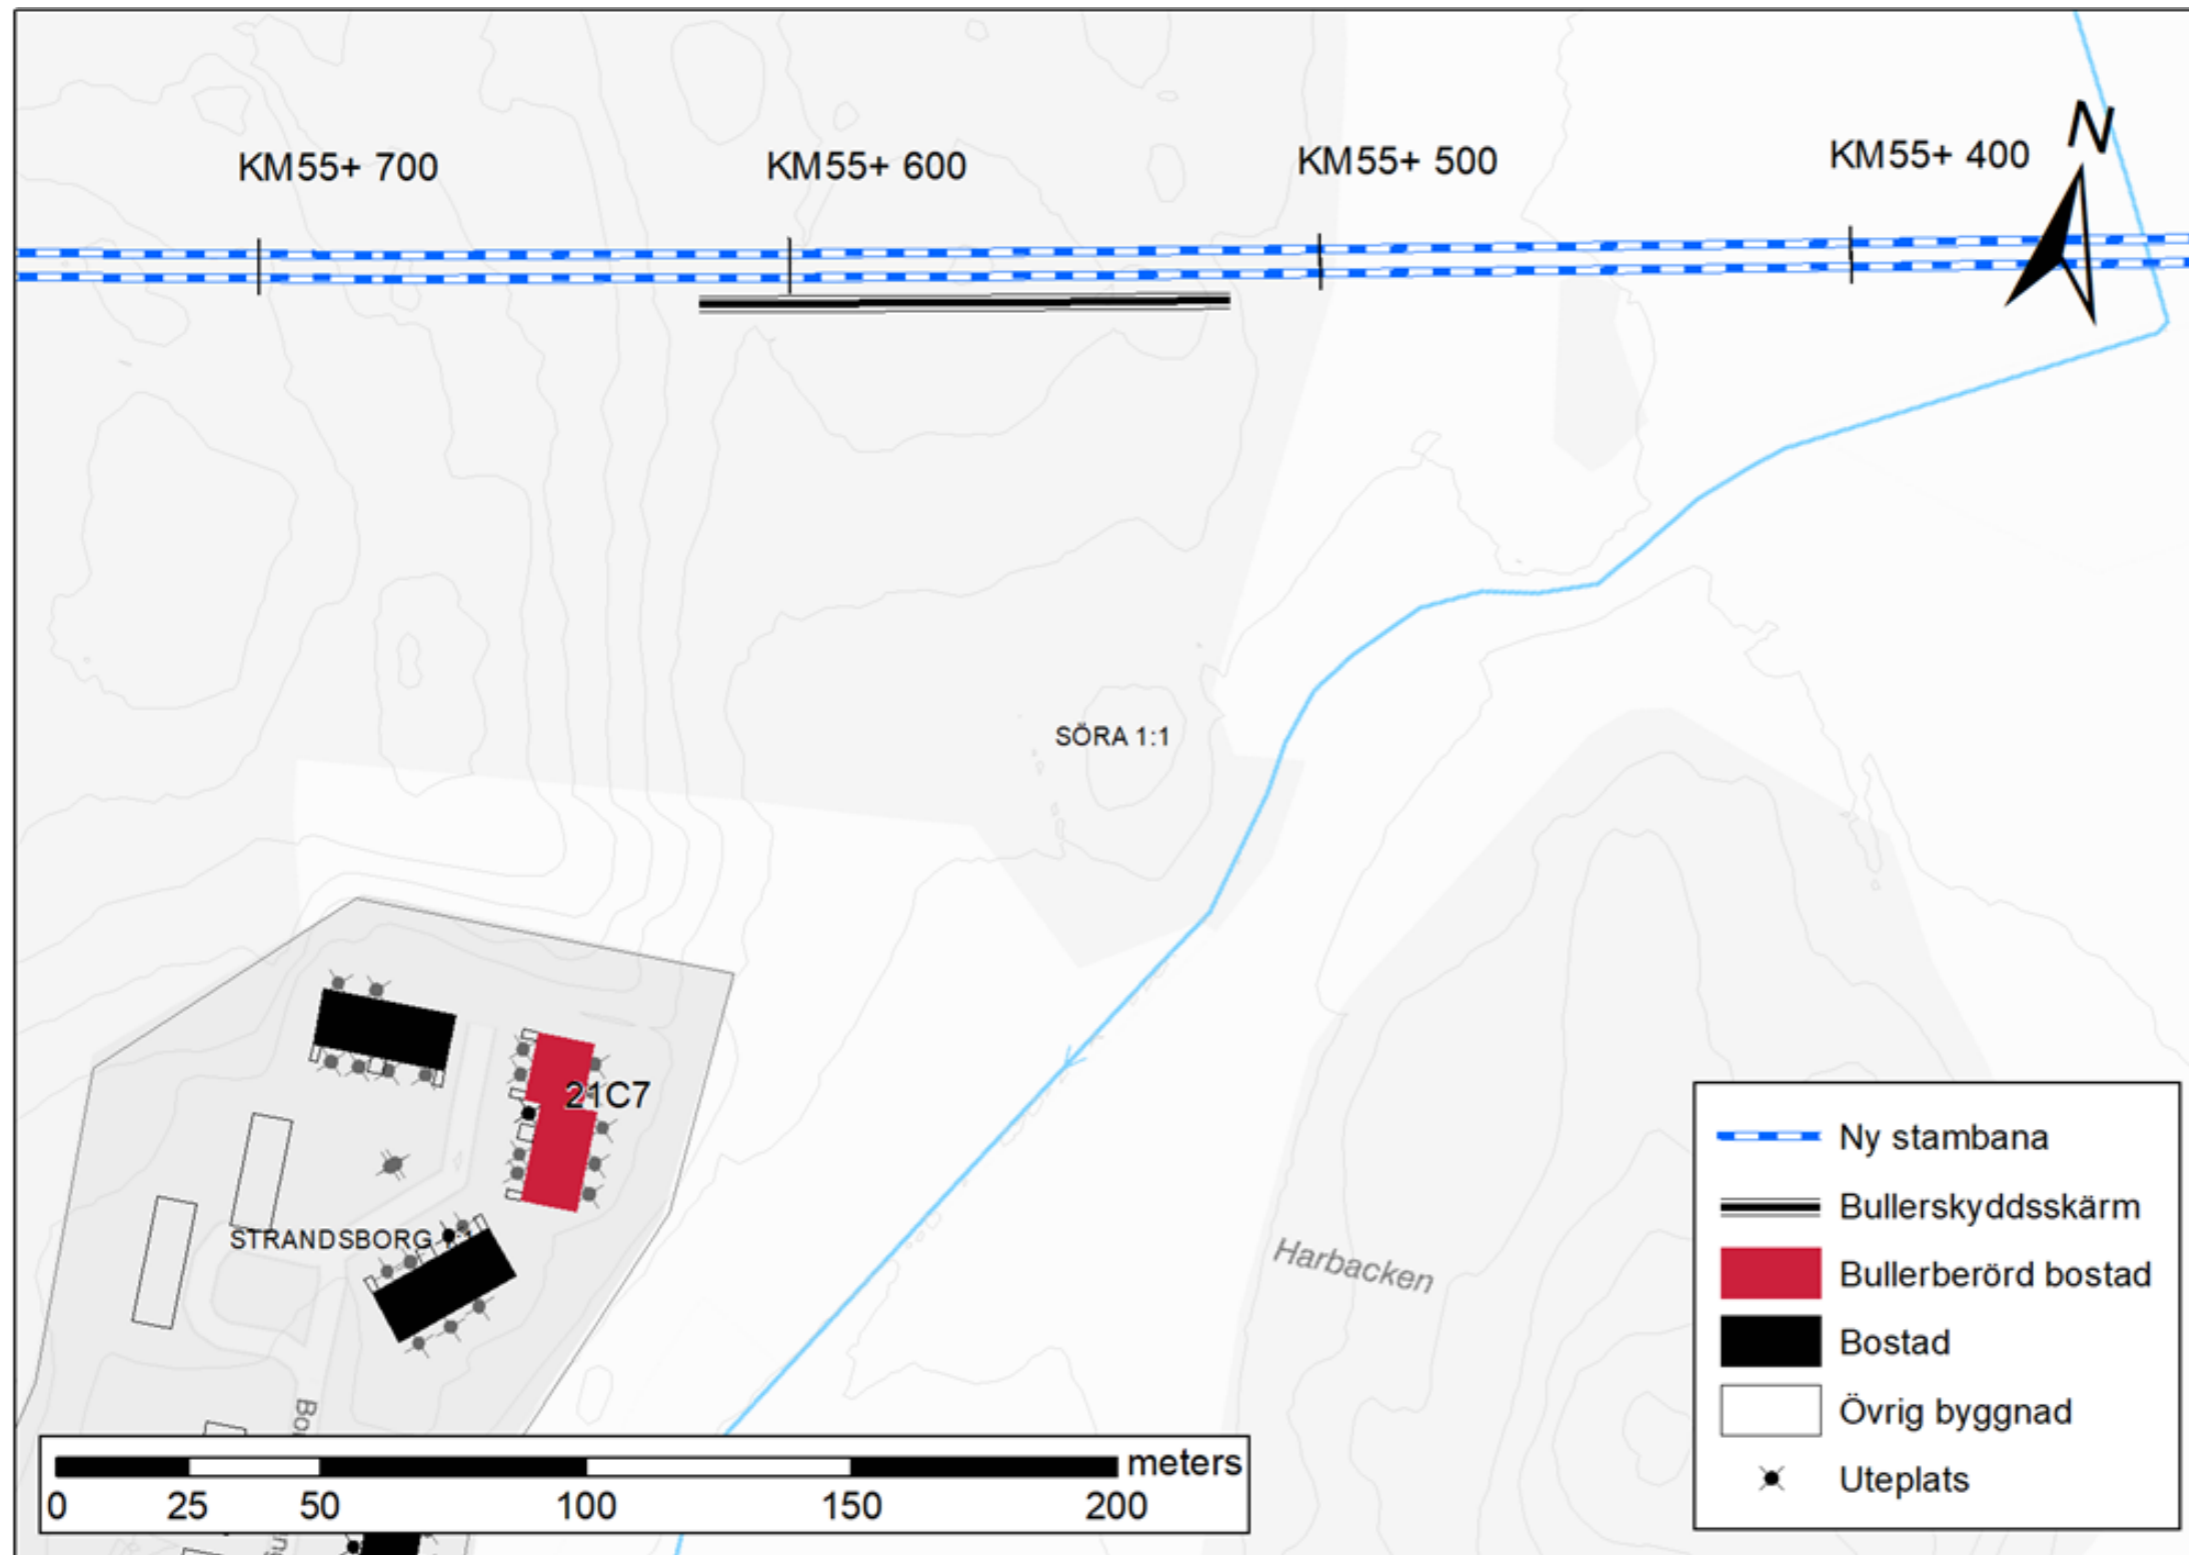 N
KM55+ 700
KM55+ 600
KM55+ 500
KM55+ 400
SÖRA 1:1
21C7
STRANDSBORG
Harbacken
Ny stambana
Bullerskyddsskärm
Bullerberörd bostad
Bostad
Övrig byggnad
Uteplats
meters
0 25 50 100 150 200